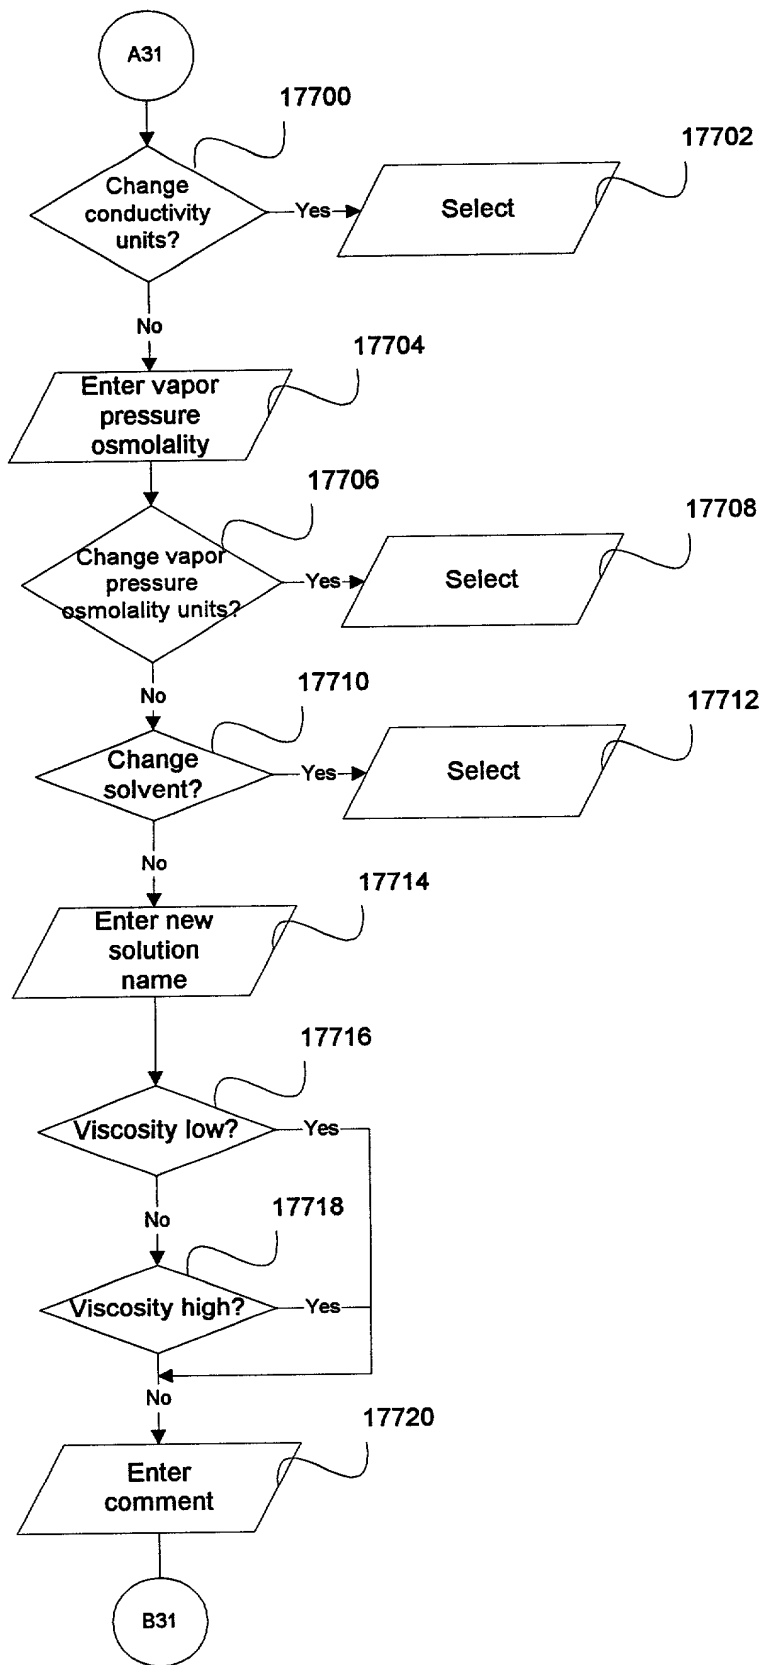 A31
17700
Change
conductivity
units?
Yes
17702
Select
No
17704
Enter vapor
pressure
osmolality
17706
Change vapor
pressure
osmolality units?
Yes
17708
Select
No
17710
Change
solvent?
Yes
17712
Select
No
17714
Enter new
solution
name
17716
Viscosity low?
Yes
No
17718
Viscosity high?
Yes
No
17720
Enter
comment
B31